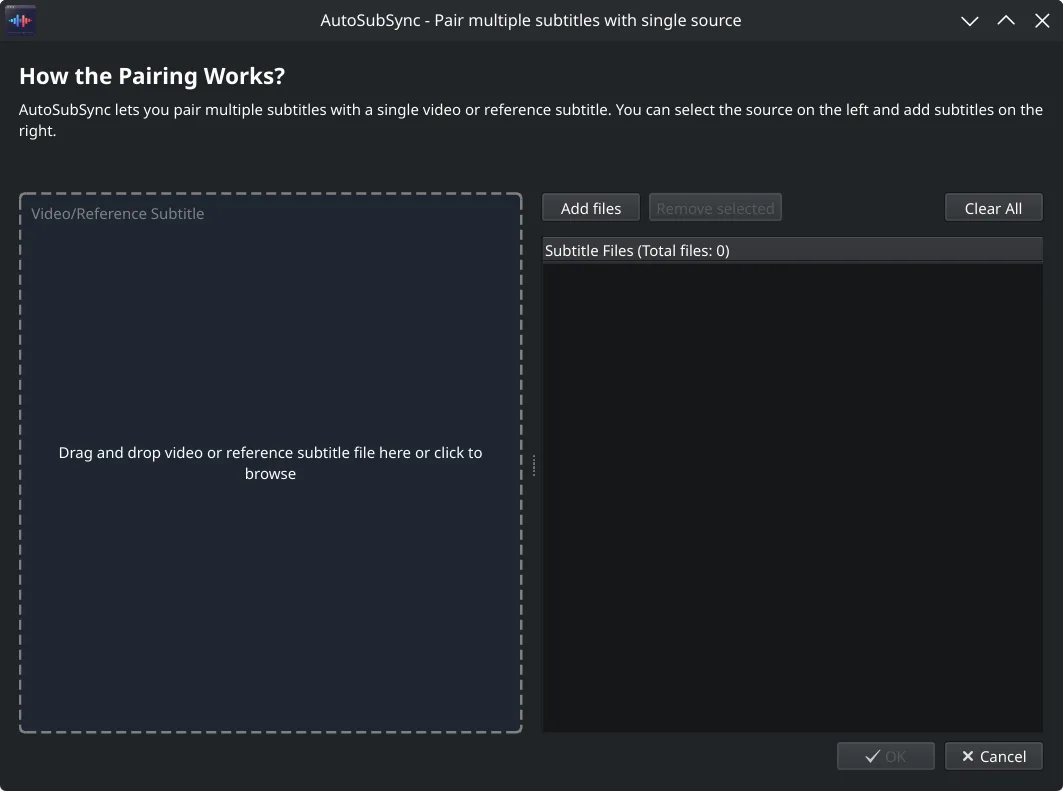 AutoSubSync - Pair multiple subtitles with single source
How the Pairing Works?
AutoSubSync lets you pair multiple subtitles with a single video or reference subtitle. You can select the source on the left and add subtitles on the
right.
Video/Reference Subtitle
Drag and drop video or reference subtitle file here or click to
browse
Add files
Remove selected
Clear All
Subtitle Files (Total files: 0)
OK
Cancel